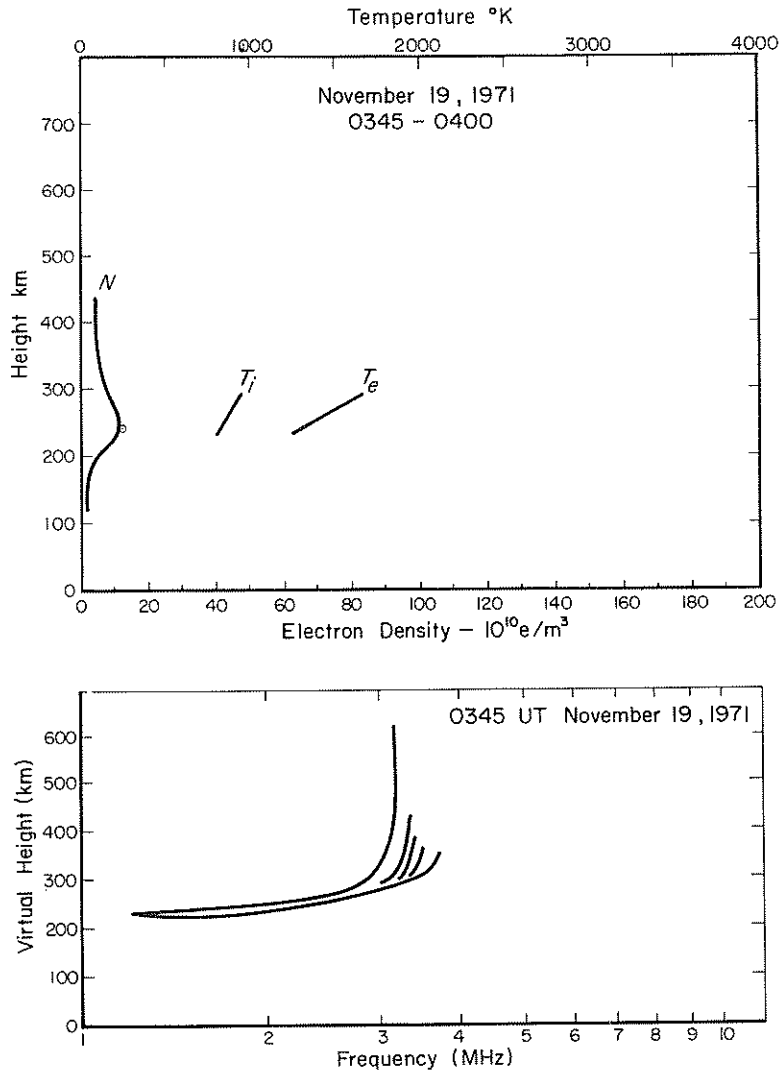 Temperature °K
0 1000 2000 3000 4000
November 19, 1971
0345 - 0400
700
600
500
400
300
200
100
0
Height km
N
Ti
Te
0 20 40 60 80 100 120 140 160 180 200
Electron Density - 10¹⁰e/m³
0345 UT November 19, 1971
600
500
400
300
200
100
0
Virtual Height (km)
1 2 3 4 5 6 7 8 9 10
Frequency (MHz)